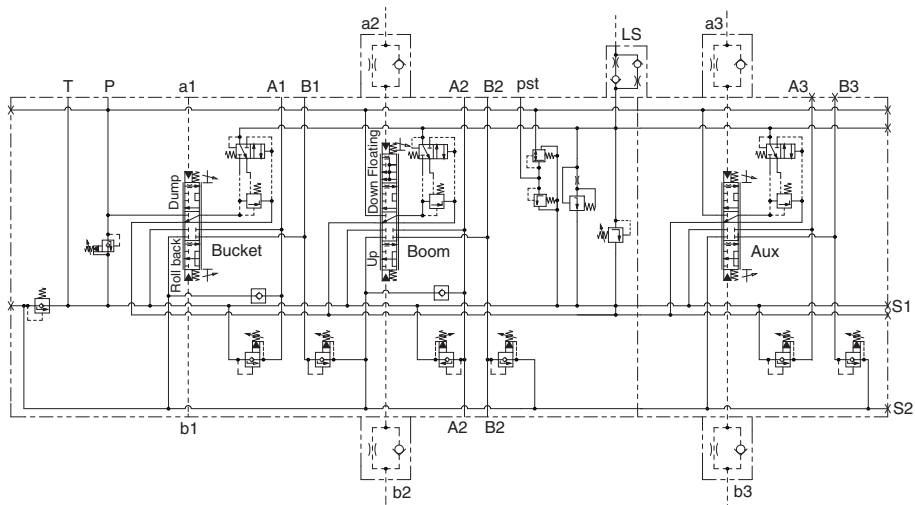 a2 a3
LS
T P a1 A1 B1 A2 B2 pst A3 B3
Dump
Down Floating
Roll back
Up
Bucket Boom Aux
S1
S2
b1 A2 B2
b2 b3